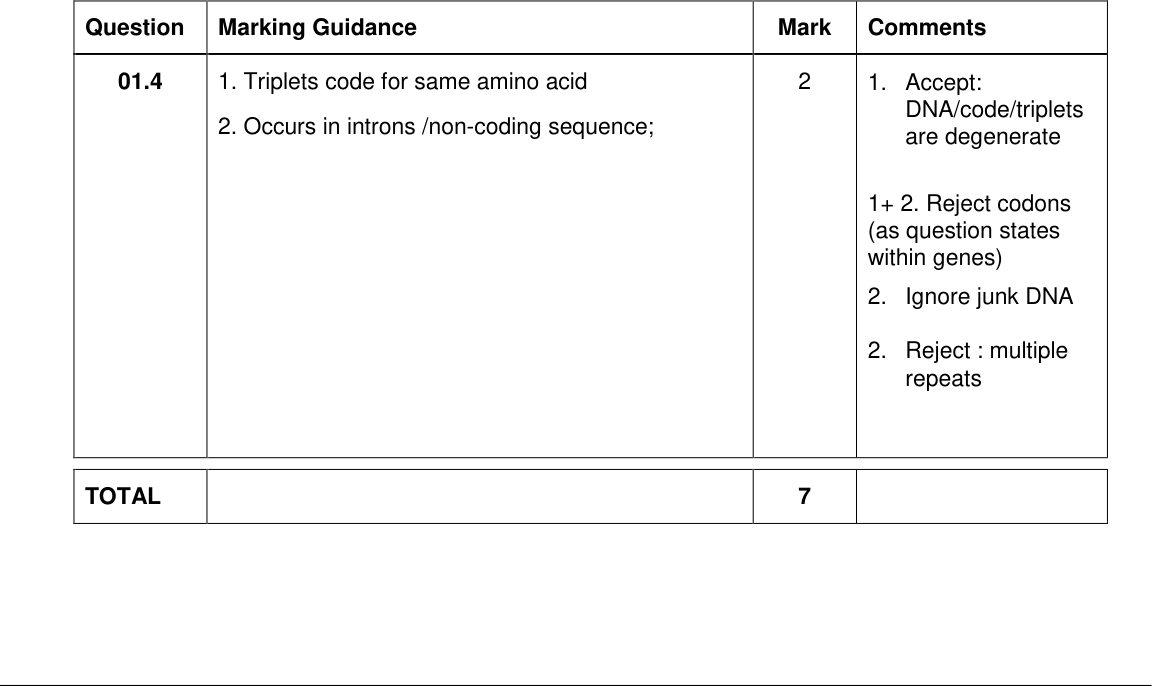 Question Marking Guidance Mark Comments
01.4 1. Triplets code for same amino acid 2 1. Accept:
DNA/code/triplets
are degenerate
2. Occurs in introns /non-coding sequence;
1+ 2. Reject codons
(as question states
within genes)
2. Ignore junk DNA
2. Reject : multiple
repeats
TOTAL 7